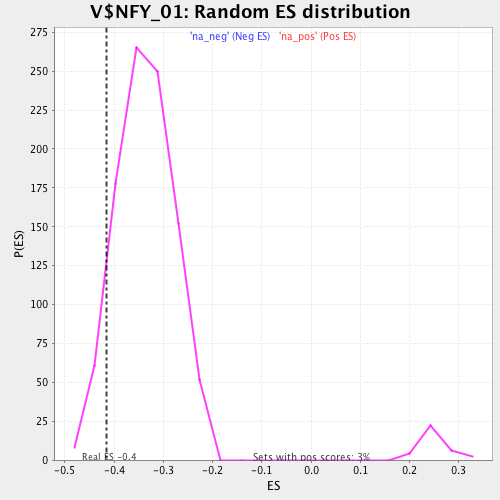 V$NFY_01: Random ES distribution
'na_neg' (Neg ES) 'na_pos' (Pos ES)
275
250
225
200
175
150
125
100
75
50
25
0
P(ES)
Real ES -0.4
Sets with pos scores: 3%
-0.5 -0.4 -0.3 -0.2 -0.1 0.0 0.1 0.2 0.3
ES